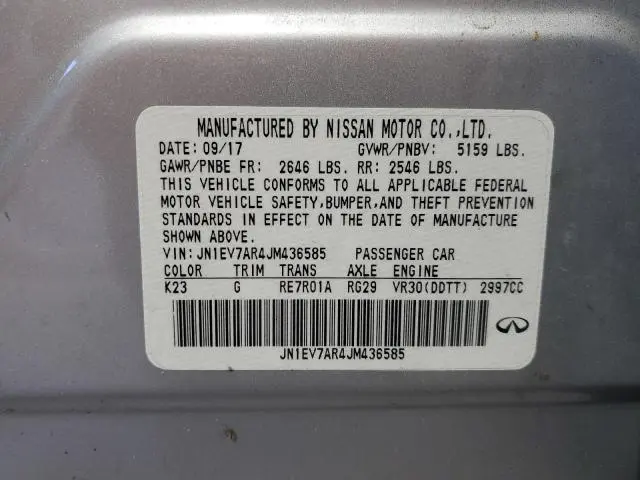 MANUFACTURED BY NISSAN MOTOR CO.,LTD.
DATE: 09/17 GVWR/PNBV: 5159 LBS.
GAWR/PNBE FR: 2646 LBS. RR: 2546 LBS.
THIS VEHICLE CONFORMS TO ALL APPLICABLE FEDERAL
MOTOR VEHICLE SAFETY,BUMPER,AND THEFT PREVENTION
STANDARDS IN EFFECT ON THE DATE OF MANUFACTURE
SHOWN ABOVE.
VIN: JN1EV7AR4JM436585 PASSENGER CAR
COLOR TRIM TRANS AXLE ENGINE
K23 G RE7R01A RG29 VR30(DDTT) 2997CC
JN1EV7AR4JM436585